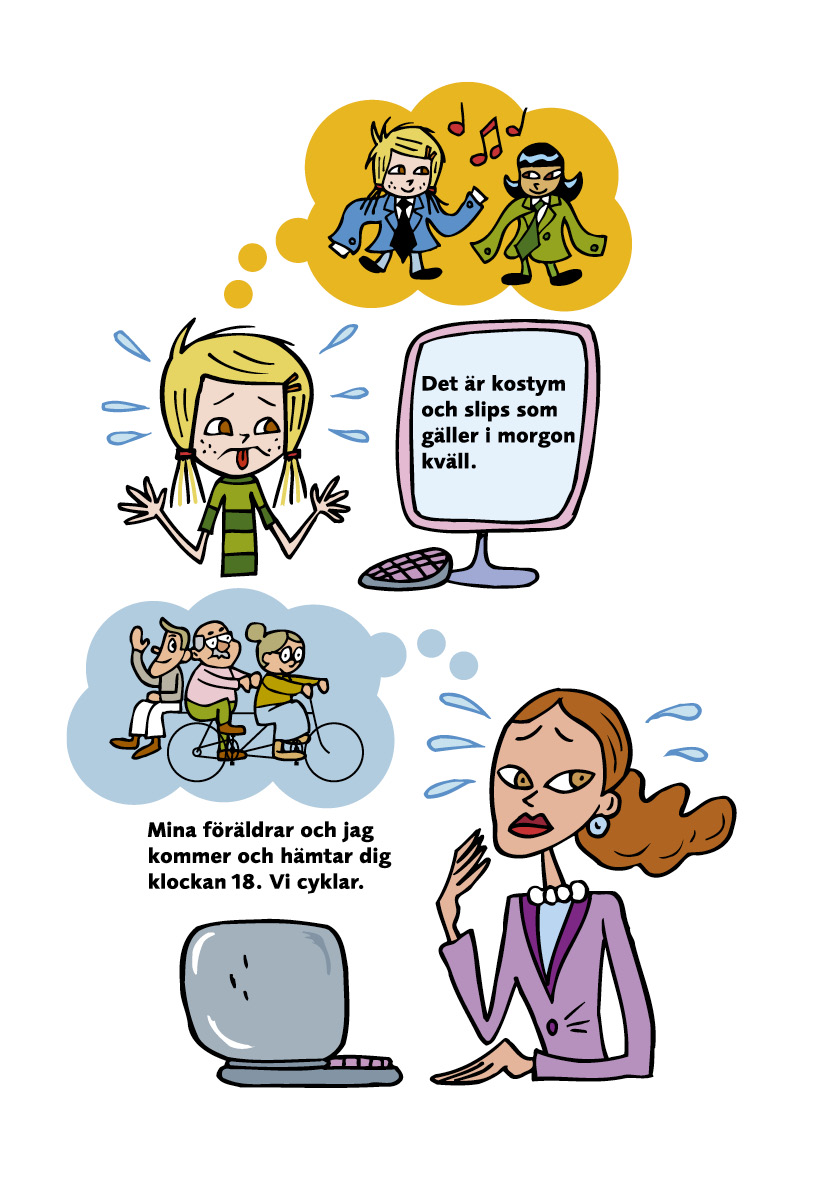 Det är kostym
och slips som
gäller i morgon
kväll.
Mina föräldrar och jag
kommer och hämtar dig
klockan 18. Vi cyklar.